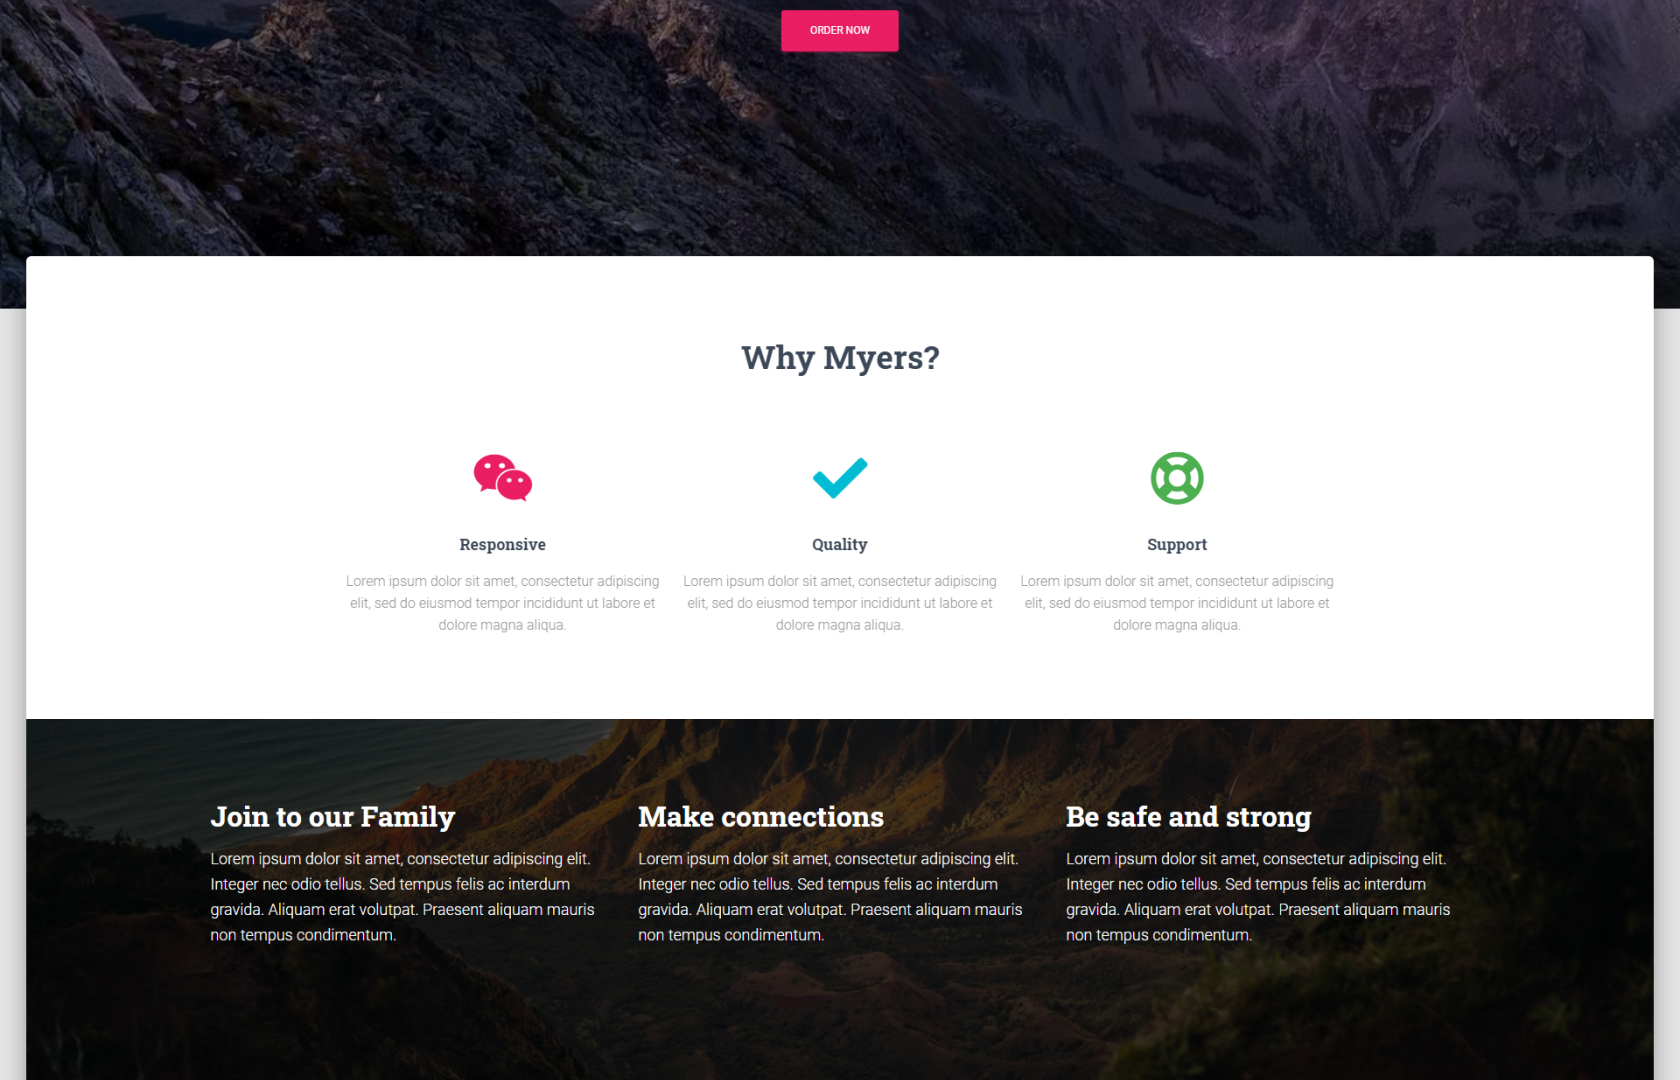 ORDER NOW
Why Myers?
Responsive
Lorem ipsum dolor sit amet, consectetur adipiscing
elit, sed do eiusmod tempor incididunt ut labore et
dolore magna aliqua.
Quality
Lorem ipsum dolor sit amet, consectetur adipiscing
elit, sed do eiusmod tempor incididunt ut labore et
dolore magna aliqua.
Support
Lorem ipsum dolor sit amet, consectetur adipiscing
elit, sed do eiusmod tempor incididunt ut labore et
dolore magna aliqua.
Join to our Family
Lorem ipsum dolor sit amet, consectetur adipiscing elit.
Integer nec odio tellus. Sed tempus felis ac interdum
gravida. Aliquam erat volutpat. Praesent aliquam mauris
non tempus condimentum.
Make connections
Lorem ipsum dolor sit amet, consectetur adipiscing elit.
Integer nec odio tellus. Sed tempus felis ac interdum
gravida. Aliquam erat volutpat. Praesent aliquam mauris
non tempus condimentum.
Be safe and strong
Lorem ipsum dolor sit amet, consectetur adipiscing elit.
Integer nec odio tellus. Sed tempus felis ac interdum
gravida. Aliquam erat volutpat. Praesent aliquam mauris
non tempus condimentum.